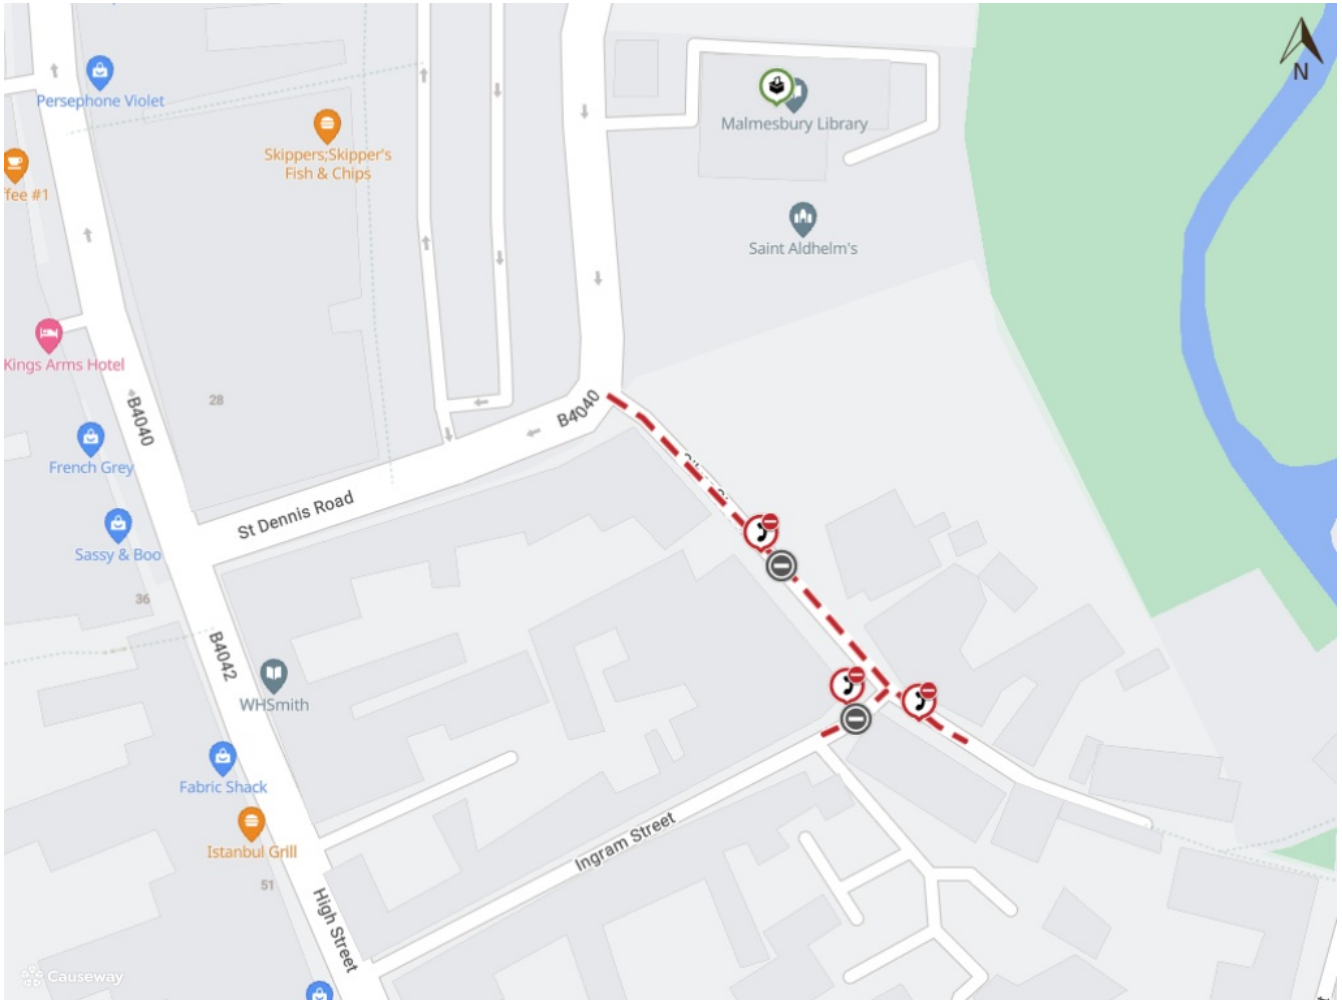 N
Persephone Violet
Malmesbury Library
Skippers;Skipper's
Fish & Chips
ffee #1
Saint Aldhelm's
Kings Arms Hotel
28
B4040
B4040
French Grey
St Dennis Road
Sassy & Boo
36
B4042
WHSmith
Fabric Shack
Ingram Street
Istanbul Grill
51
High Street
Causeway